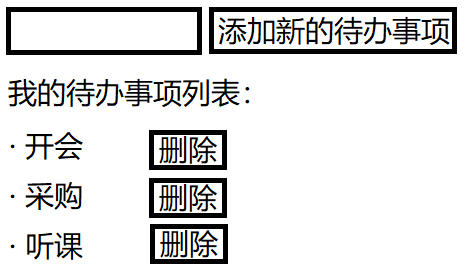 添加新的待办事项
我的待办事项列表：
· 开会 删除
· 采购 删除
· 听课 删除